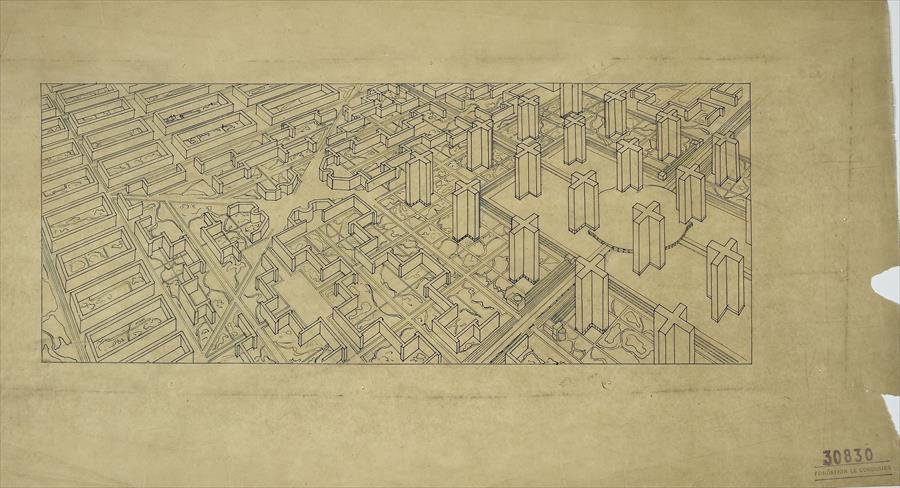 30830
FONDATION LE CORBUSIER